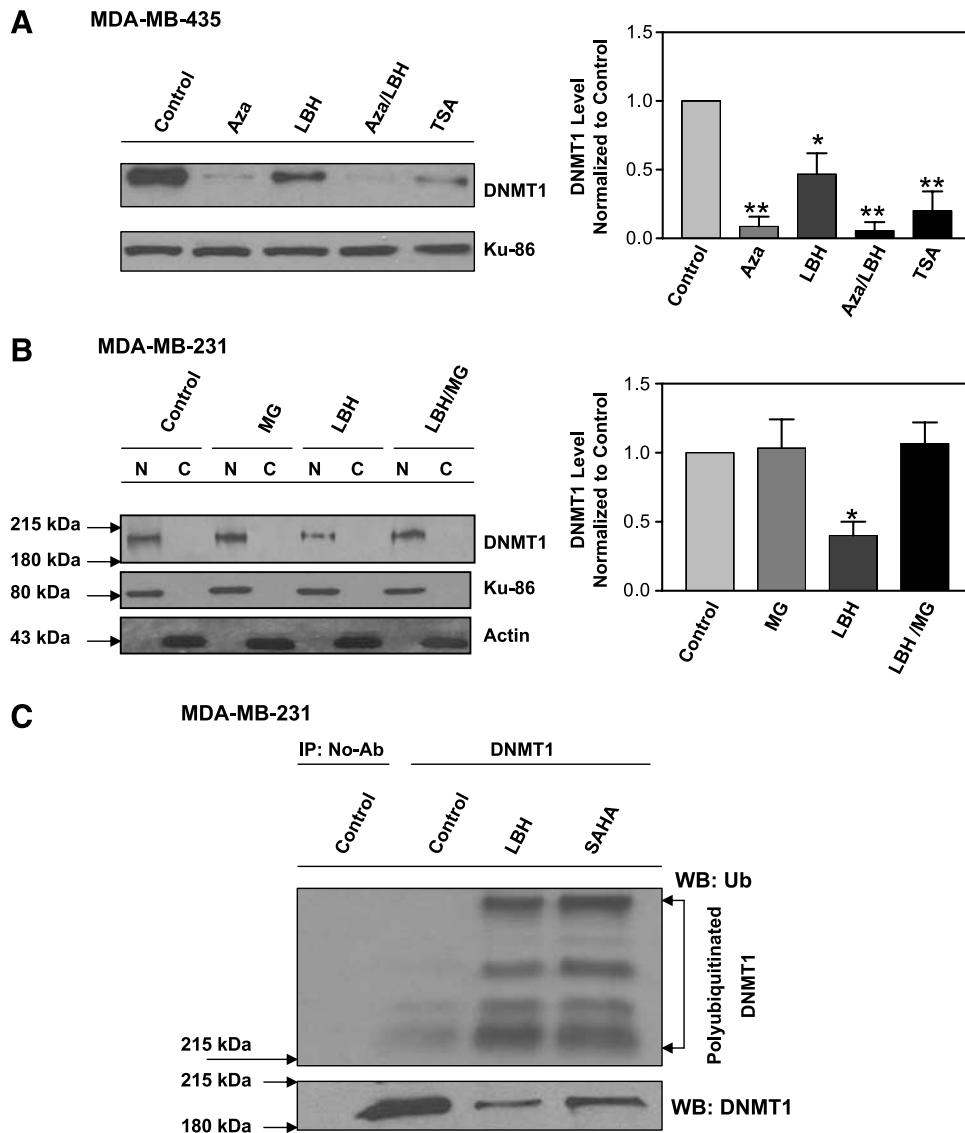 A
MDA-MB-435
Control Aza LBH Aza/LBH TSA
DNMT1
Ku-86
DNMT1 Level
Normalized to Control
1.5
1.0
0.5
0.0
*
** ** **
Control Aza LBH Aza/LBH TSA
B
MDA-MB-231
Control MG LBH LBH/MG
N C N C N C N C
215 kDa
180 kDa
80 kDa
43 kDa
DNMT1
Ku-86
Actin
DNMT1 Level
Normalized to Control
1.5
1.0
0.5
0.0
*
Control MG LBH LBH /MG
C
MDA-MB-231
IP: No-Ab DNMT1
Control Control LBH SAHA
WB: Ub
Polyubiquitinated
DNMT1
215 kDa
215 kDa
180 kDa
WB: DNMT1